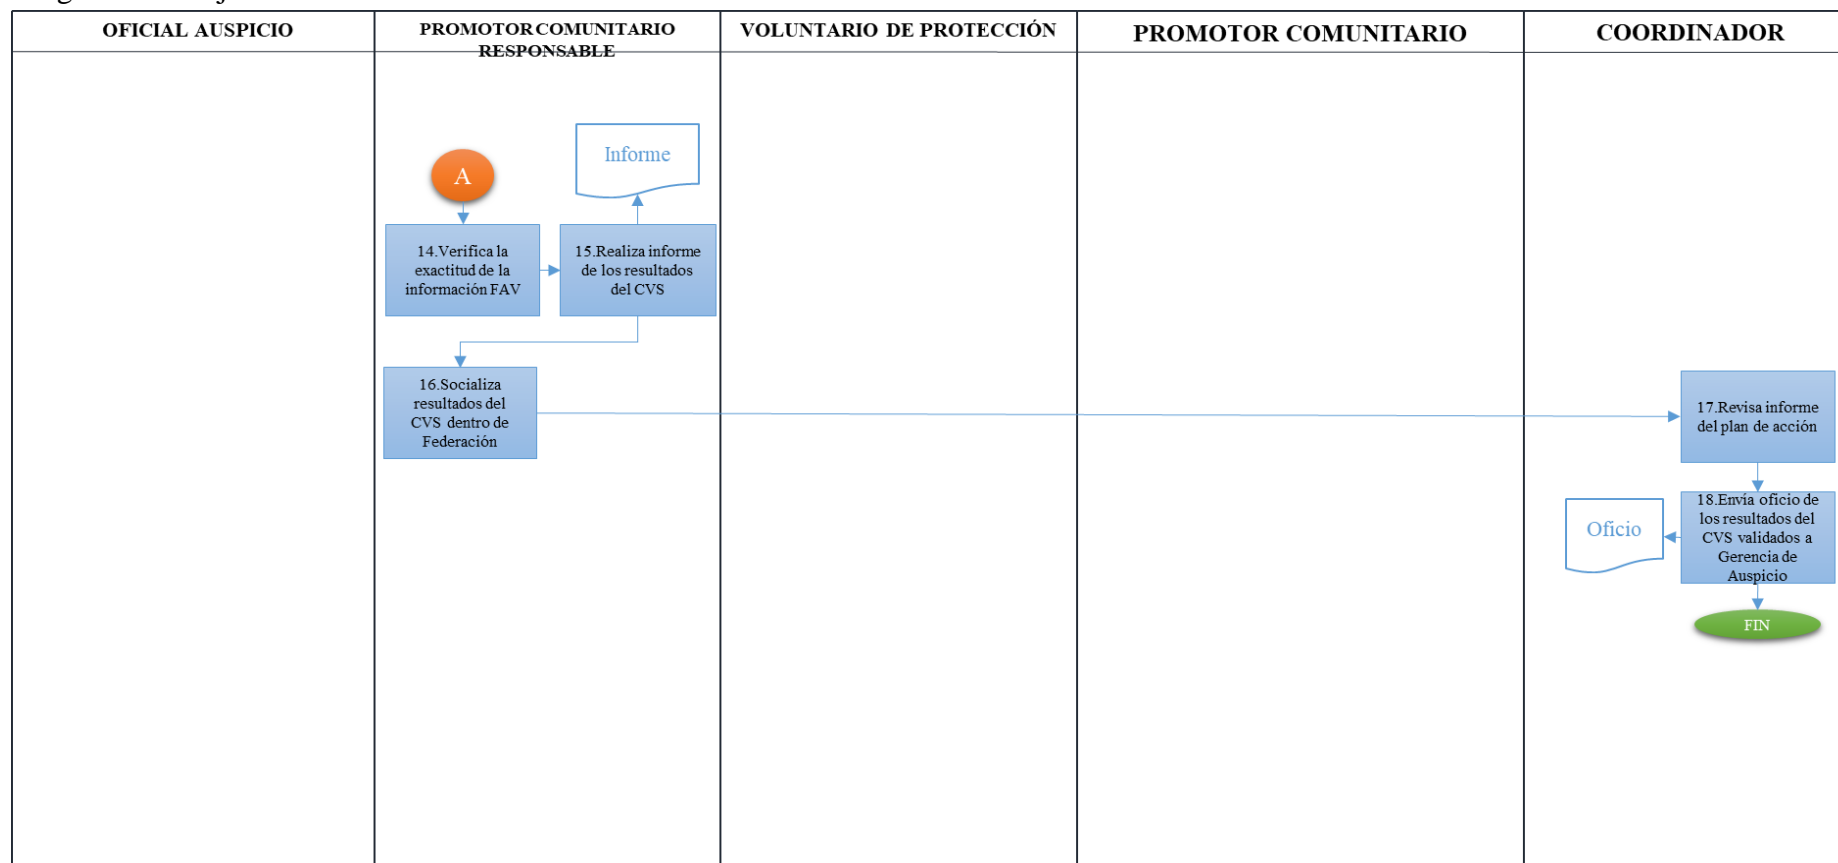 OFICIAL AUSPICIO
PROMOTOR COMUNITARIO
RESPONSABLE
VOLUNTARIO DE PROTECCIÓN
PROMOTOR COMUNITARIO
COORDINADOR
Informe
A
14.Verifica la
exactitud de la
información FAV
15.Realiza informe
de los resultados
del CVS
16.Socializa
resultados del
CVS dentro de
Federación
17.Revisa informe
del plan de acción
18.Envía oficio de
los resultados del
CVS validados a
Gerencia de
Auspicio
Oficio
FIN